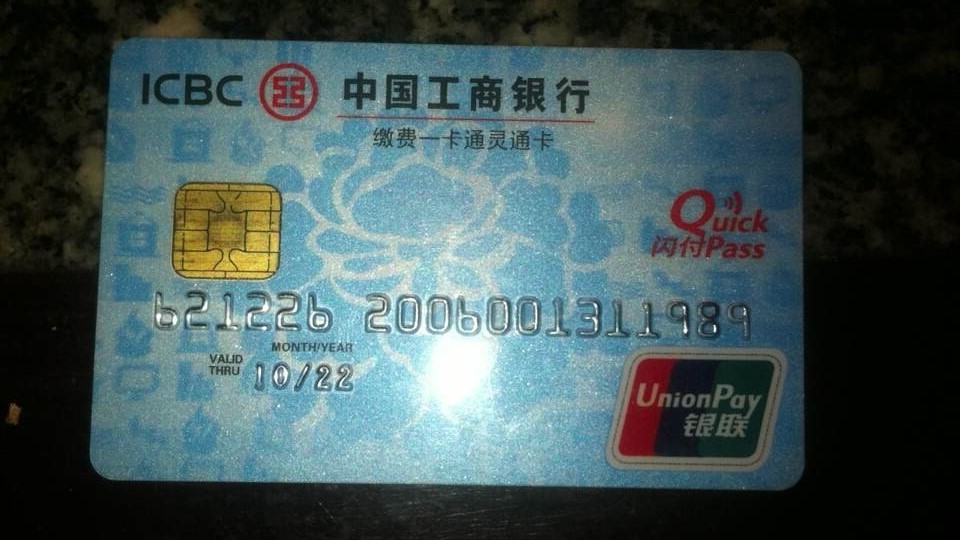 ICBC 中国工商银行
缴费一卡通灵通卡
Quick
闪付Pass
621226 2006001311989
MONTH/YEAR
VALID
THRU 10/22
UnionPay
银联